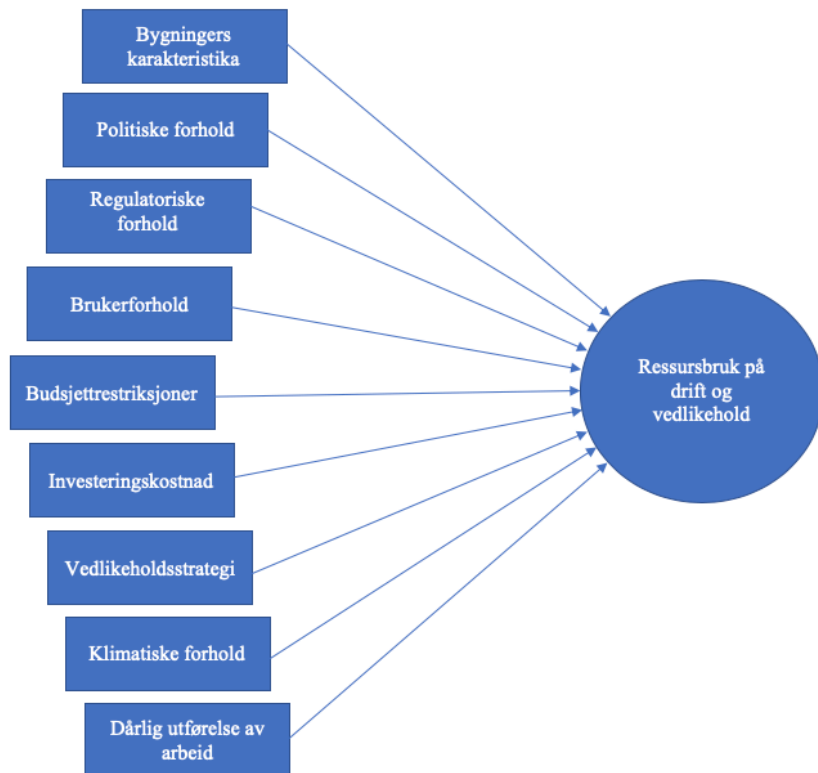 Bygningers
karakteristika
Politiske forhold
Regulatoriske
forhold
Brukerforhold
Budsjettrestriksjoner
Investeringskostnad
Vedlikeholdsstrategi
Klimatiske forhold
Dårlig utførelse av
arbeid
Ressursbruk på
drift og
vedlikehold